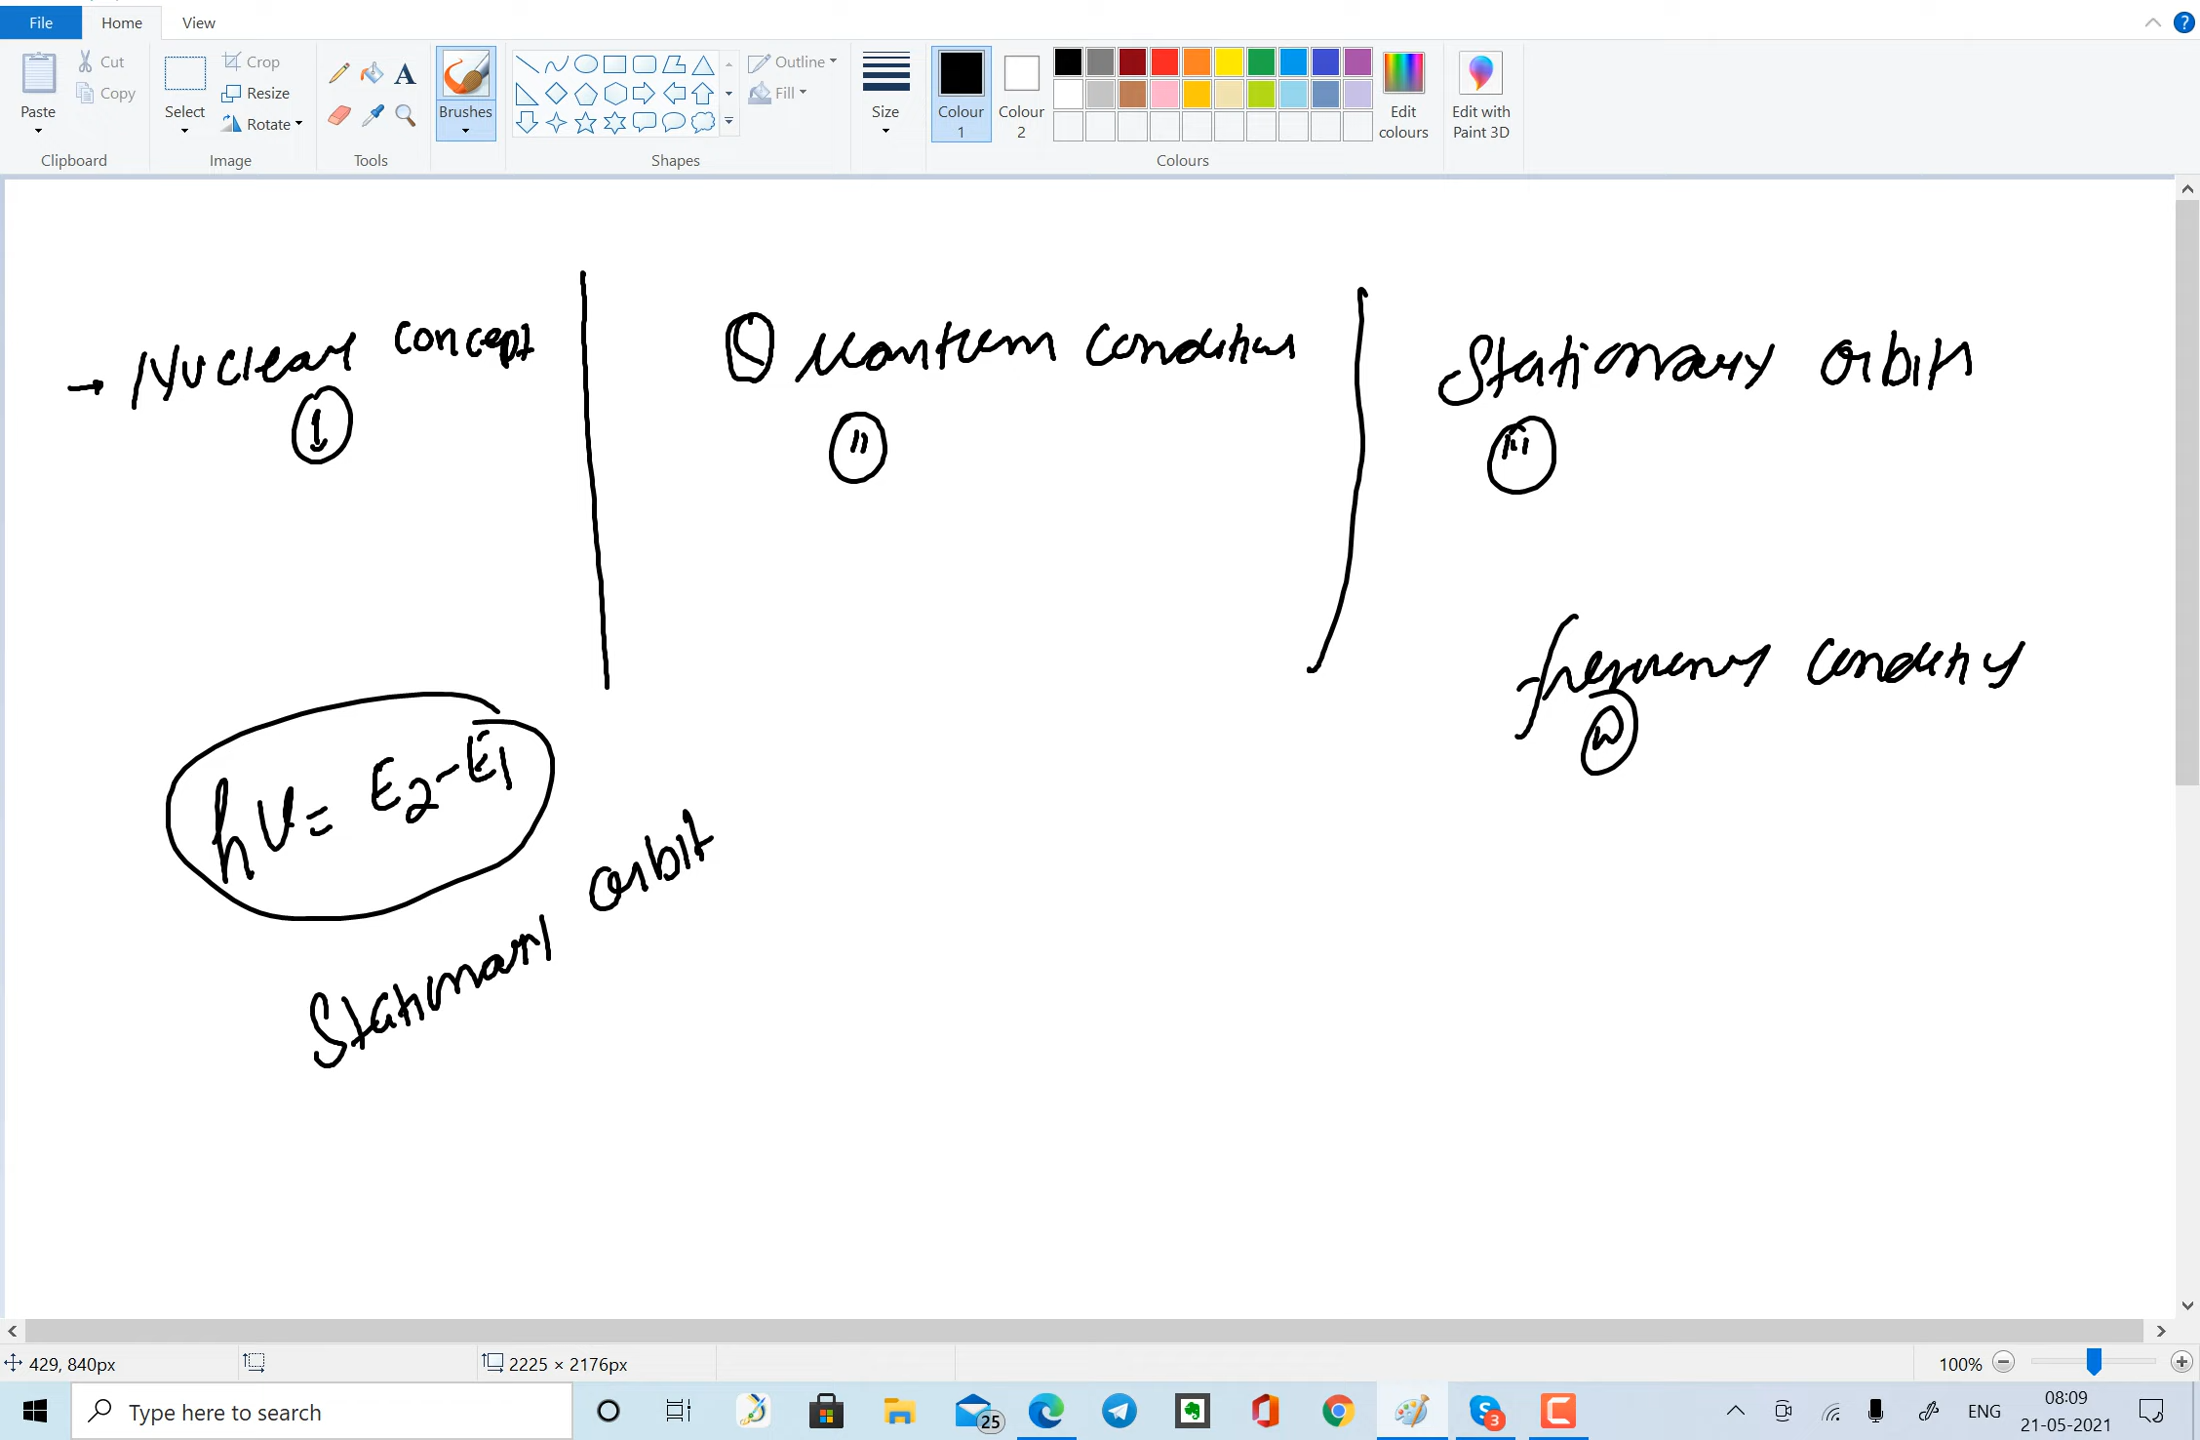 File Home View
Paste Cut Copy Select Crop Resize Rotate Brushes Outline Fill Size Colour 1 Colour 2 Edit colours Edit with Paint 3D
Clipboard Image Tools Shapes Colours
→ Nuclear concept
I
Quantum Condition
II
Stationary orbit
III
frequency condition
IV
hν = E2-E1
Stationary orbit
429, 840px 2225 × 2176px 100%
Type here to search 25 3 ENG 08:09
21-05-2021